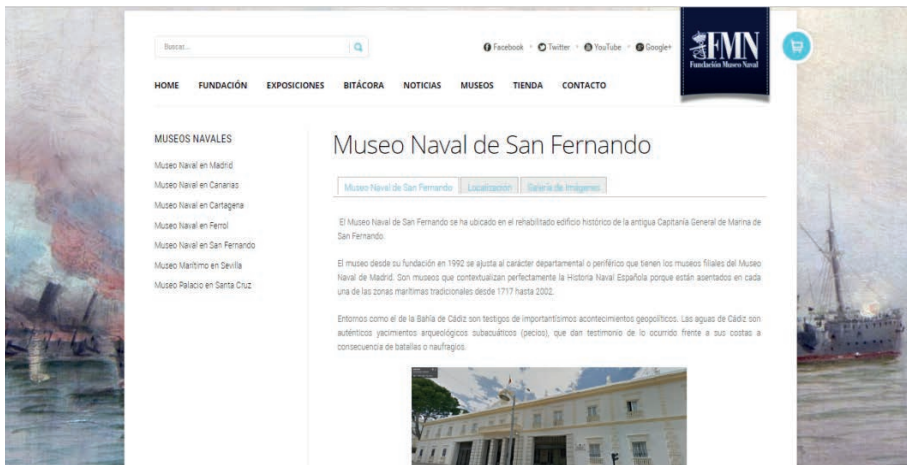 Buscar...
Facebook
Twitter
YouTube
Google+
FMN
Fundación Museo Naval
HOME FUNDACIÓN EXPOSICIONES BITÁCORA NOTICIAS MUSEOS TIENDA CONTACTO
MUSEOS NAVALES
Museo Naval en Madrid
Museo Naval en Canarias
Museo Naval en Cartagena
Museo Naval en Ferrol
Museo Naval en San Fernando
Museo Marítimo en Sevilla
Museo Palacio en Santa Cruz
Museo Naval de San Fernando
Museo Naval de San Fernando Localización Galería de Imágenes
El Museo Naval de San Fernando se ha ubicado en el rehabilitado edificio histórico de la antigua Capitanía General de Marina de
San Fernando.
El museo desde su fundación en 1992 se ajusta al carácter departamental o periférico que tienen los museos filiales del Museo
Naval de Madrid. Son museos que contextualizan perfectamente la Historia Naval Española porque están asentados en cada
una de las zonas marítimas tradicionales desde 1717 hasta 2002.
Entornos como el de la Bahía de Cádiz son testigos de importantísimos acontecimientos geopolíticos. Las aguas de Cádiz son
auténticos yacimientos arqueológicos subacuáticos (pecios), que dan testimonio de lo ocurrido frente a sus costas a
consecuencia de batallas o naufragios.